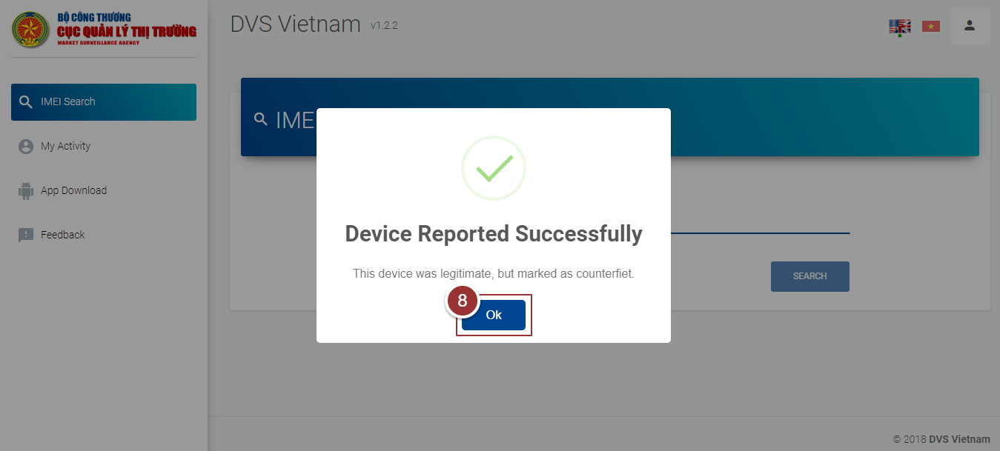 BỘ CÔNG THƯƠNG
CỤC QUẢN LÝ THỊ TRƯỜNG
MARKET SURVEILLANCE AGENCY
DVS Vietnam v1.2.2
IMEI Search
My Activity
App Download
Feedback
IME
Device Reported Successfully
This device was legitimate, but marked as counterfiet.
8
Ok
SEARCH
© 2018 DVS Vietnam